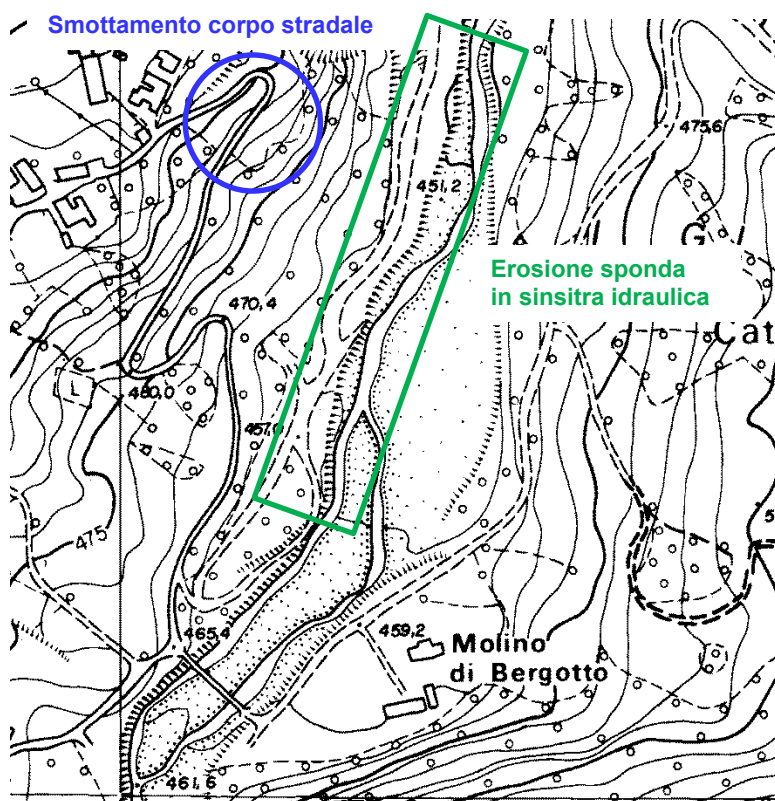 Smottamento corpo stradale
475,6
451,2
G
Erosione sponda
in sinsitra idraulica
Cat
470,4
L
480,0
457,0
475
5
465,4
459,2
Molino
di Bergotto
461,6